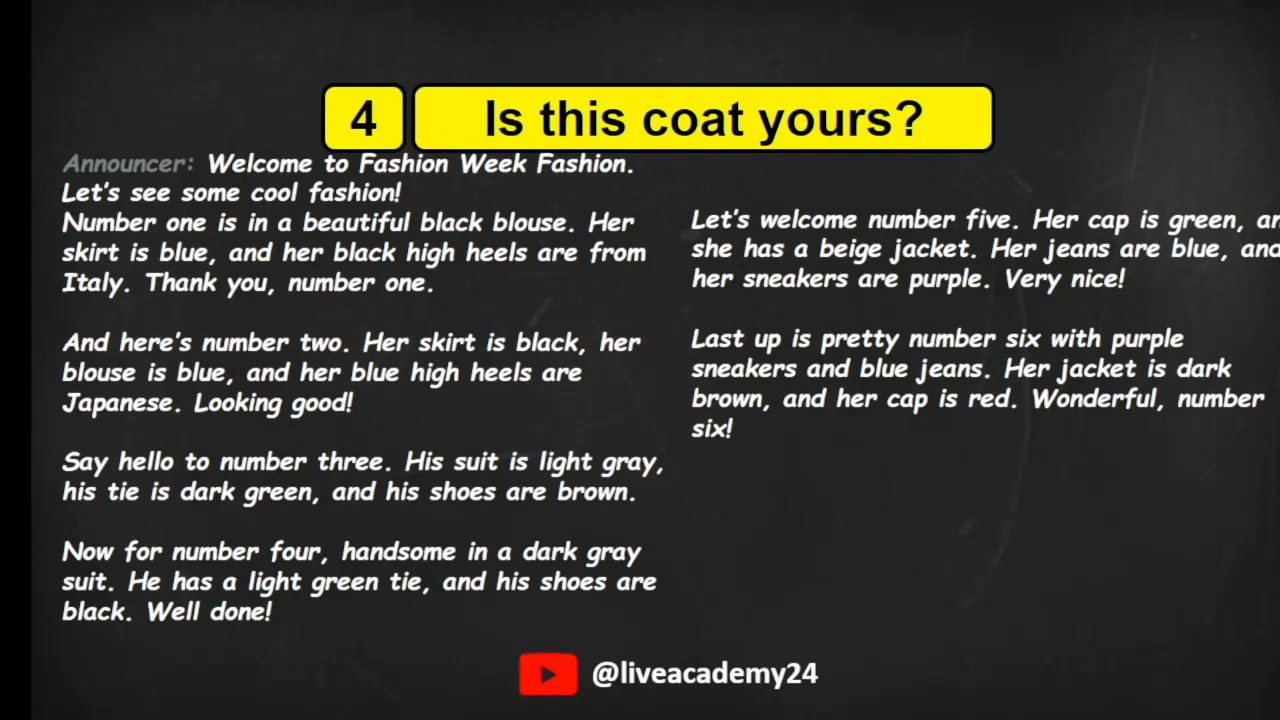 4 Is this coat yours?
Announcer: Welcome to Fashion Week Fashion.
Let's see some cool fashion!
Number one is in a beautiful black blouse. Her
skirt is blue, and her black high heels are from
Italy. Thank you, number one.
And here's number two. Her skirt is black, her
blouse is blue, and her blue high heels are
Japanese. Looking good!
Say hello to number three. His suit is light gray,
his tie is dark green, and his shoes are brown.
Now for number four, handsome in a dark gray
suit. He has a light green tie, and his shoes are
black. Well done!
Let's welcome number five. Her cap is green,
she has a beige jacket. Her jeans are blue, and
her sneakers are purple. Very nice!
Last up is pretty number six with purple
sneakers and blue jeans. Her jacket is dark
brown, and her cap is red. Wonderful, number
six!
@liveacademy24